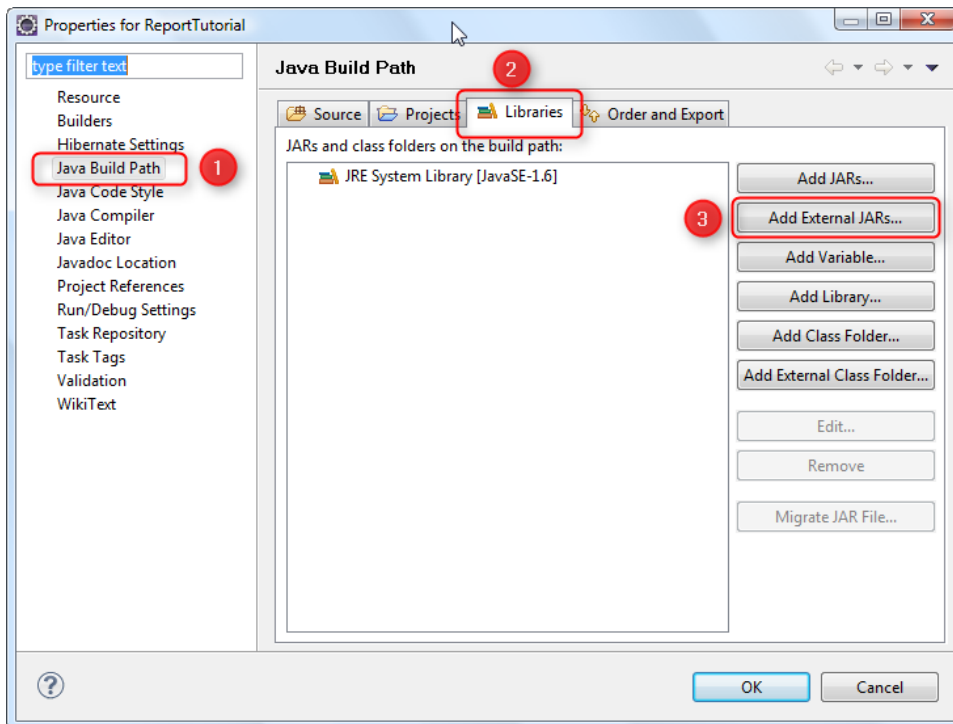 Properties for ReportTutorial
type filter text
Resource
Builders
Hibernate Settings
Java Build Path
1
Java Code Style
Java Compiler
Java Editor
Javadoc Location
Project References
Run/Debug Settings
Task Repository
Task Tags
Validation
WikiText
Java Build Path
2
Source
Projects
Libraries
Order and Export
JARs and class folders on the build path:
JRE System Library [JavaSE-1.6]
Add JARs...
3
Add External JARs...
Add Variable...
Add Library...
Add Class Folder...
Add External Class Folder...
Edit...
Remove
Migrate JAR File...
?
OK
Cancel